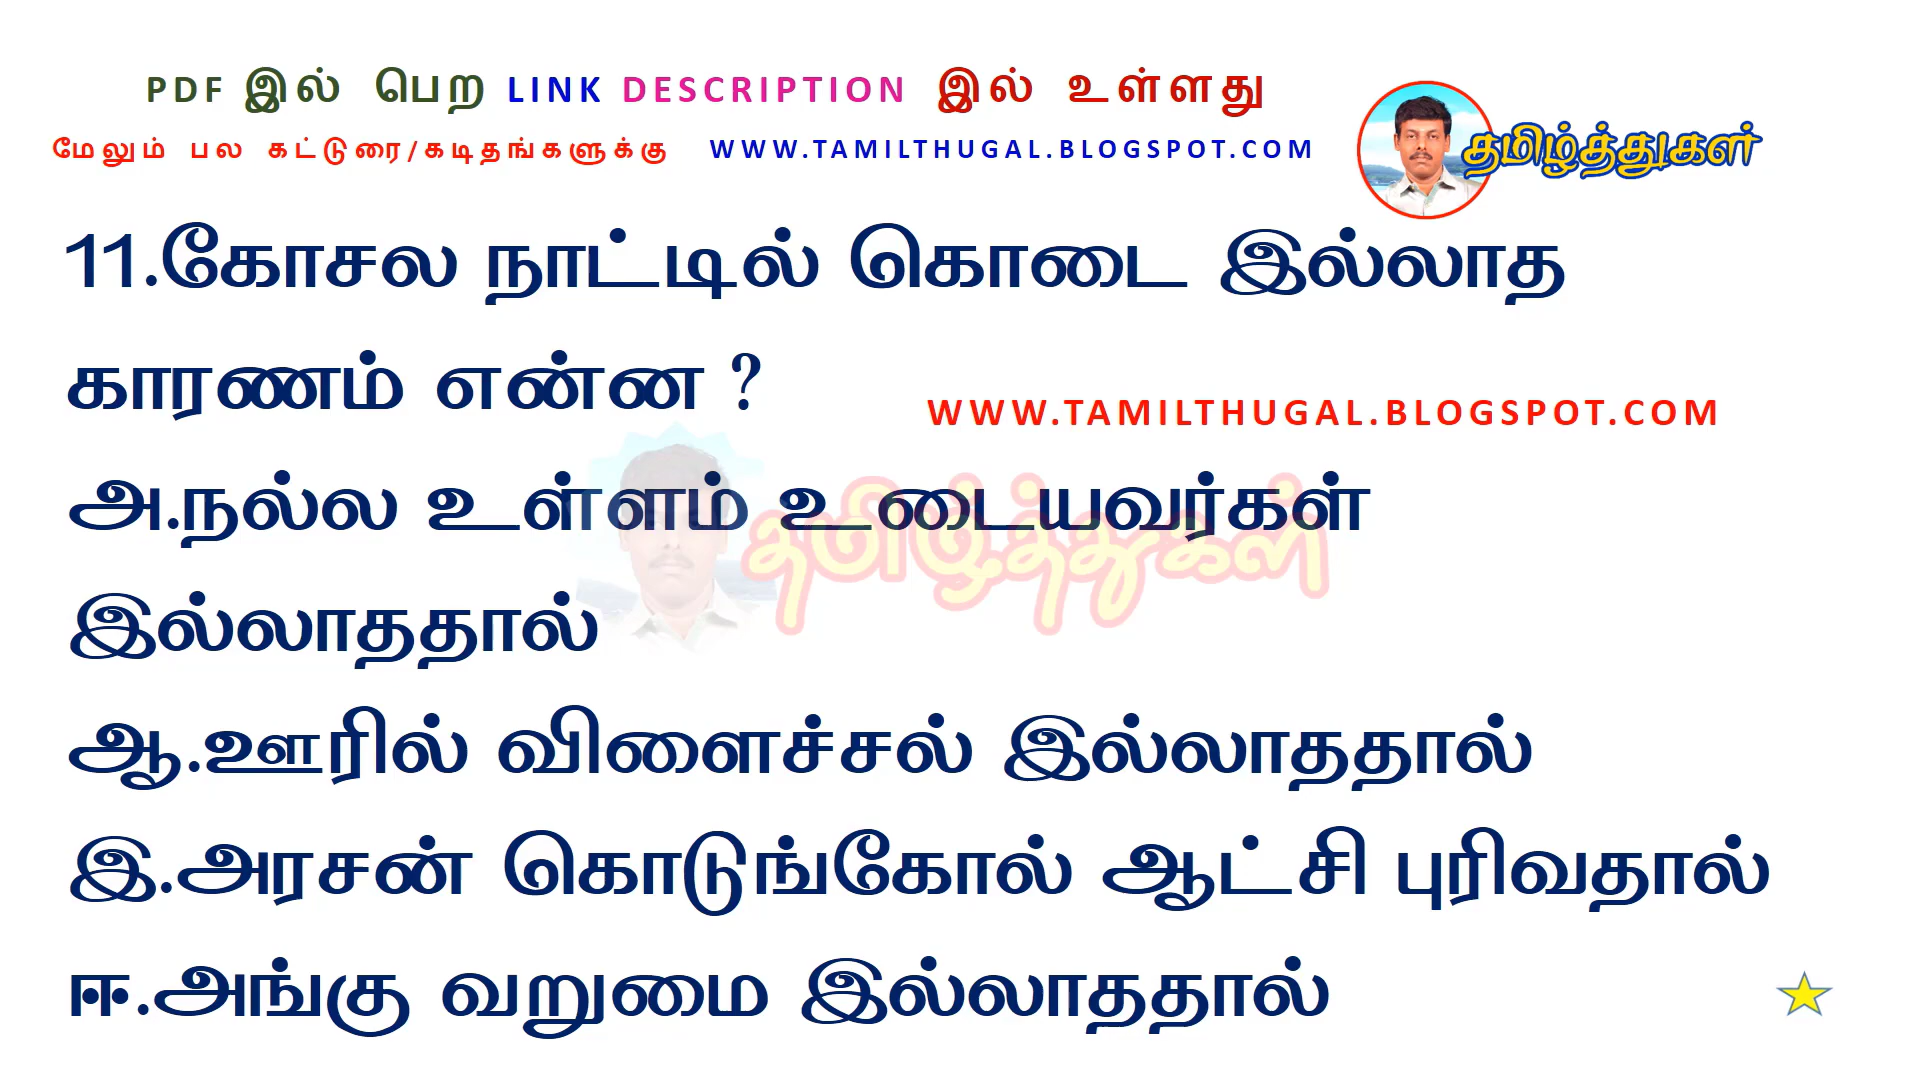 PDF இல் பெற LINK DESCRIPTION இல் உள்ளது
மேலும் பல கட்டுரை/கடிதங்களுக்கு WWW.TAMILTHUGAL.BLOGSPOT.COM
தமிழ்த்துகள்
11.கோசல நாட்டில் கொடை இல்லாத
காரணம் என்ன ?
WWW.TAMILTHUGAL.BLOGSPOT.COM
அ.நல்ல உள்ளம் உடையவர்கள்
தமிழ்த்துகள்
இல்லாததால்
ஆ.ஊரில் விளைச்சல் இல்லாததால்
இ.அரசன் கொடுங்கோல் ஆட்சி புரிவதால்
ஈ.அங்கு வறுமை இல்லாததால்